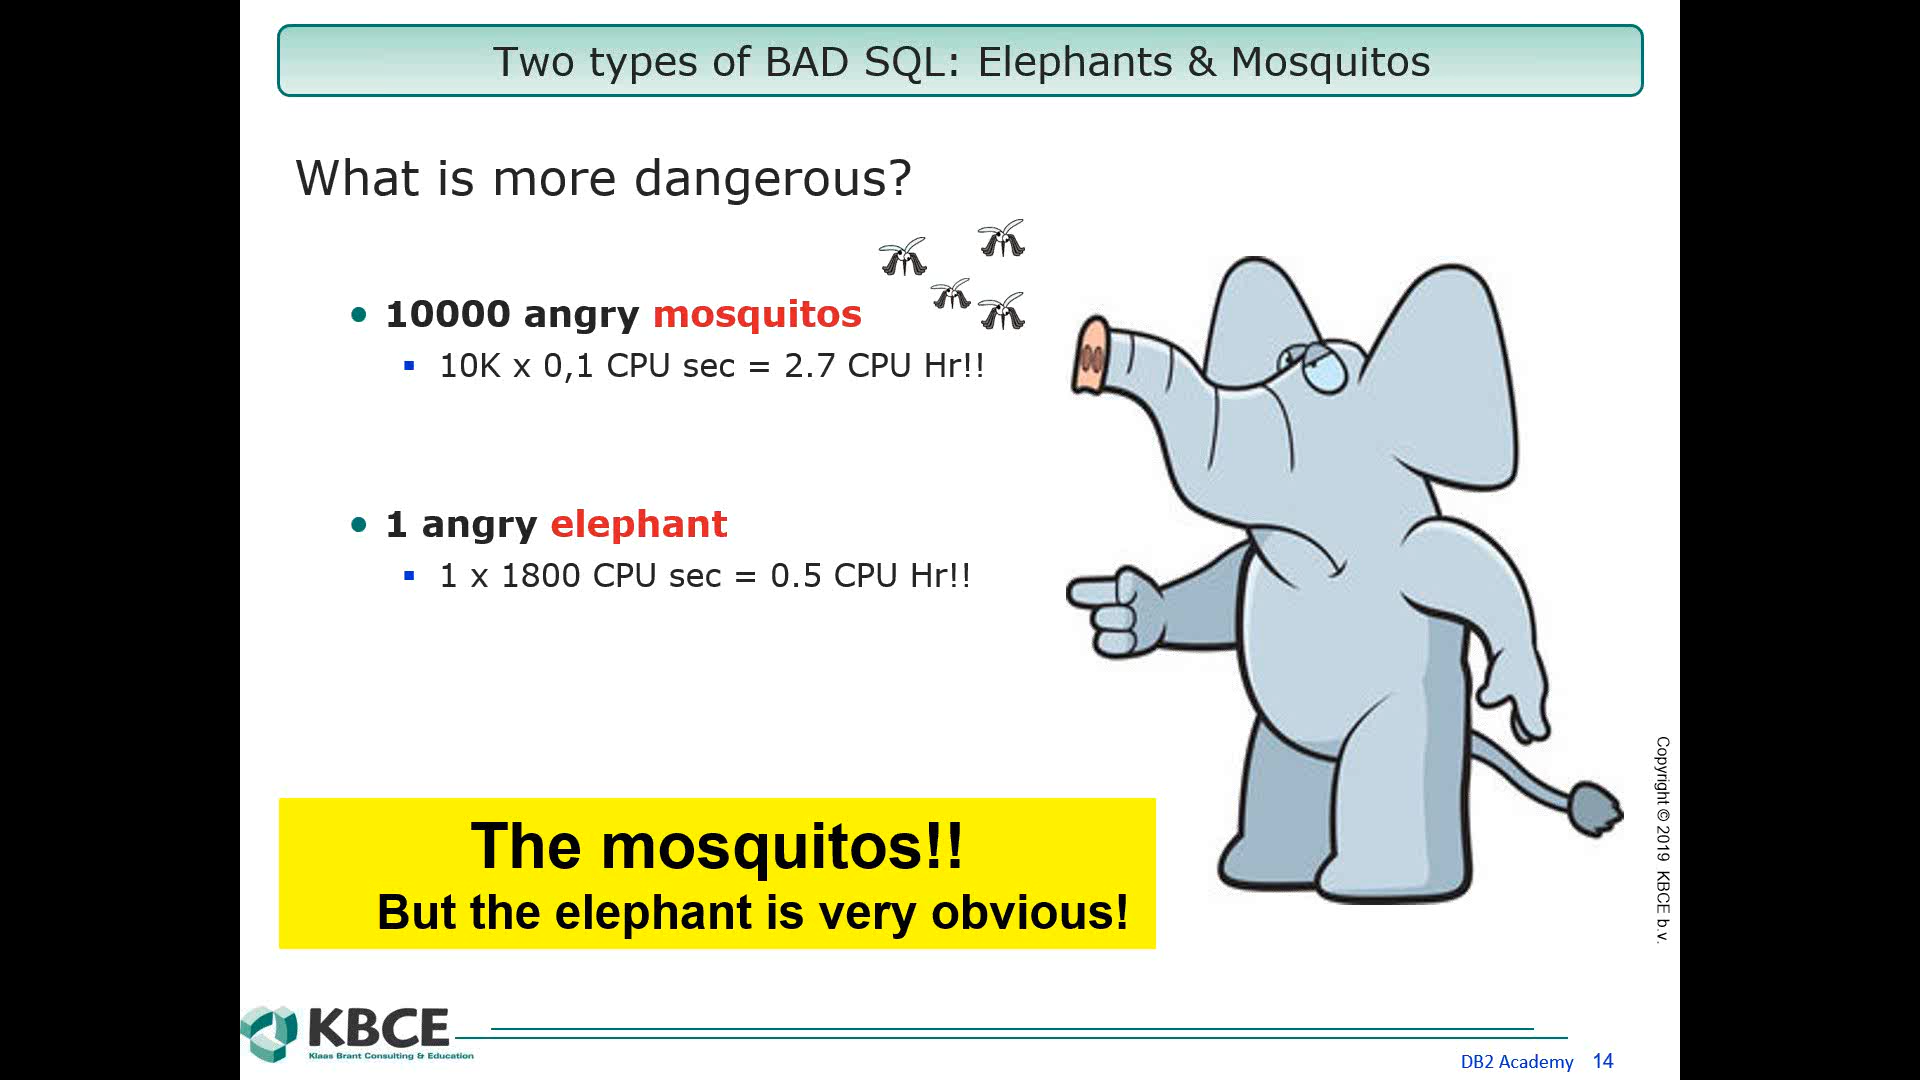 Two types of BAD SQL: Elephants & Mosquitos
What is more dangerous?
• 10000 angry mosquitos
▪ 10K x 0,1 CPU sec = 2.7 CPU Hr!!
• 1 angry elephant
▪ 1 x 1800 CPU sec = 0.5 CPU Hr!!
The mosquitos!!
But the elephant is very obvious!
Copyright © 2019 KBCE b.v.
KBCE
Klaas Brant Consulting & Education
DB2 Academy 14